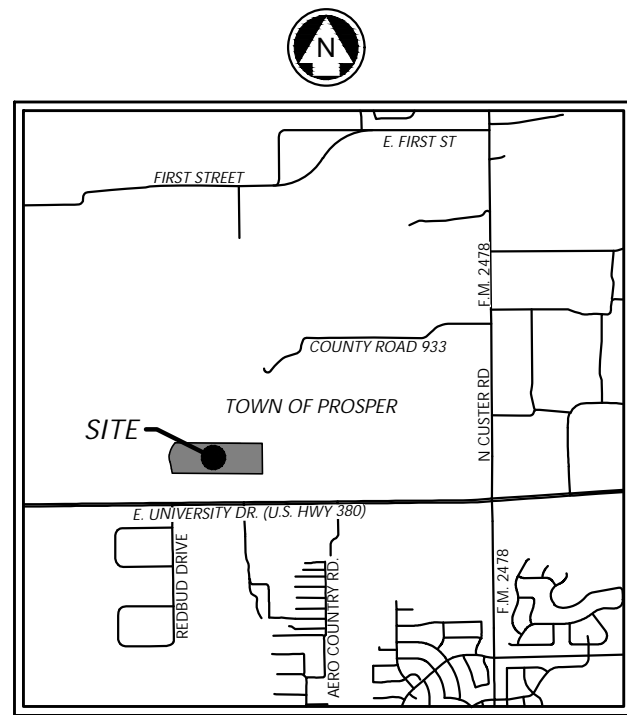 N
E. FIRST ST
FIRST STREET
F.M. 2478
COUNTY ROAD 933
N CUSTER RD
TOWN OF PROSPER
SITE
E. UNIVERSITY DR. (U.S. HWY 380)
REDBUD DRIVE
AERO COUNTRY RD.
F.M. 2478